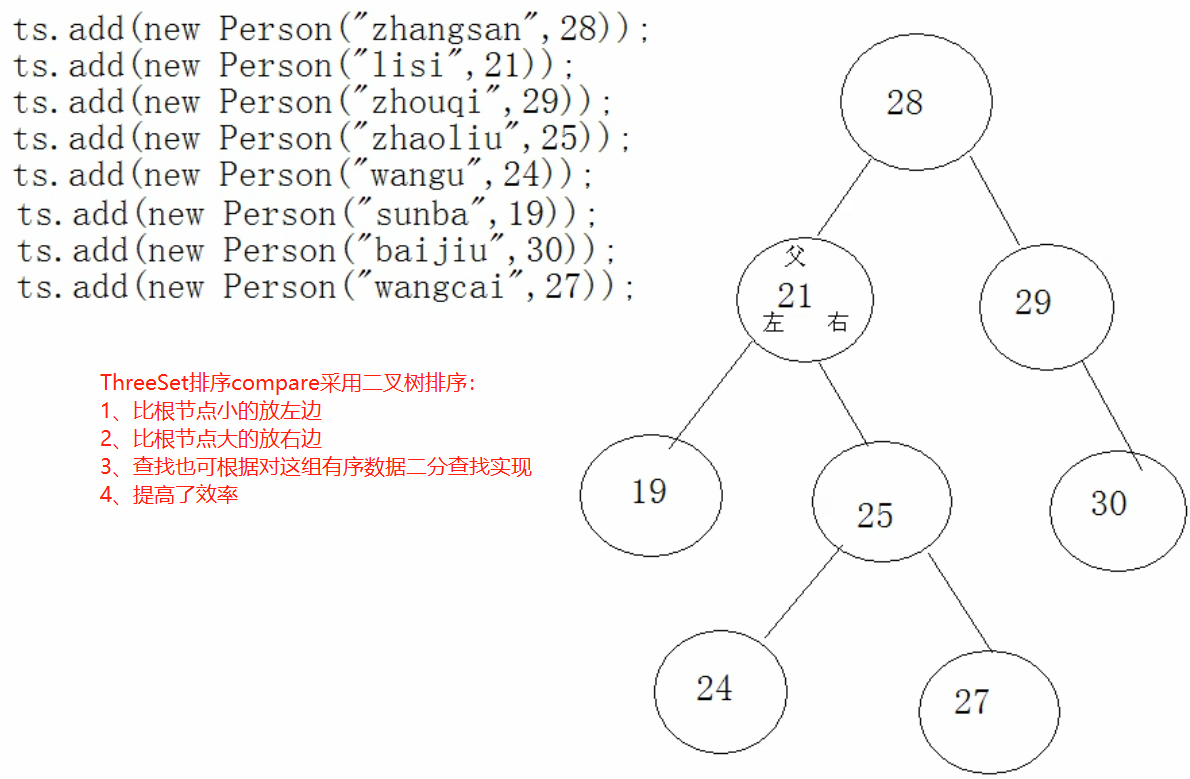 ts.add(new Person("zhangsan",28));
ts.add(new Person("lisi",21));
ts.add(new Person("zhouqi",29));
ts.add(new Person("zhaoliu",25));
ts.add(new Person("wangu",24));
ts.add(new Person("sunba",19));
ts.add(new Person("baijiu",30));
ts.add(new Person("wangcai",27));
ThreeSet排序compare采用二叉树排序：
1、比根节点小的放左边
2、比根节点大的放右边
3、查找也可根据对这组有序数据二分查找实现
4、提高了效率
28
父
21
左 右
29
19
25
30
24
27